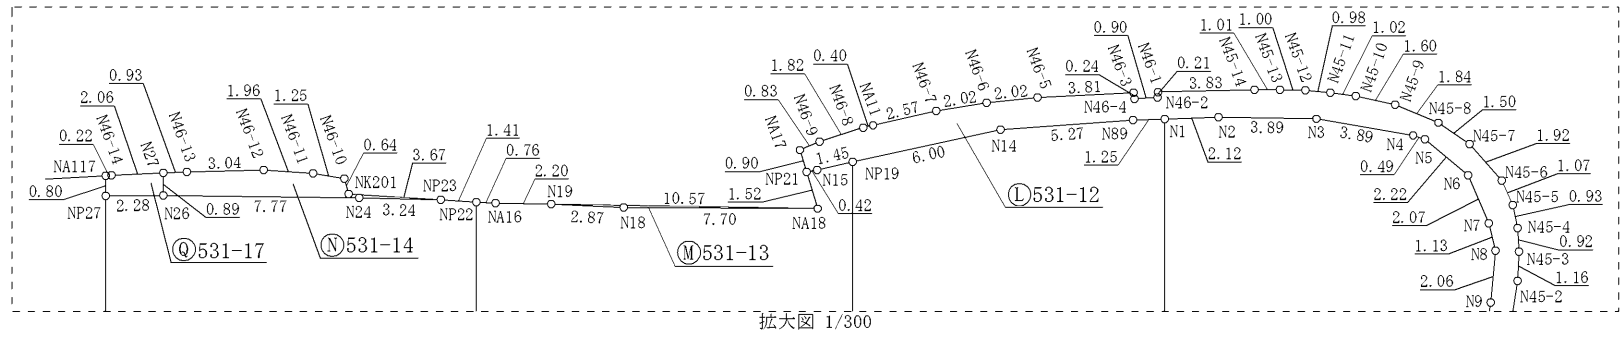 0.22
2.06
0.93
1.96
1.25
0.64
3.67
1.41
0.76
2.20
NA117
N46-14
N27
N46-13
3.04
N46-12
N46-11
N46-10
NK201
NP23
0.80
NP27
2.28
N26
0.89
7.77
N24
3.24
NP22
NA16
N19
2.87
N18
10.57
7.70
NA18
Ⓠ531-17
Ⓝ531-14
Ⓜ531-13
0.83
1.82
0.40
NA17
N46-9
N46-8
NA11
2.57
N46-7
2.02
N46-6
2.02
N46-5
3.81
0.90
NP21
1.45
N15
1.52
0.42
NP19
6.00
N14
5.27
N89
1.25
Ⓛ531-12
0.24
0.90
N46-3
N46-1
N46-4
N46-2
0.21
3.83
1.01
1.00
0.98
1.02
1.60
1.84
1.50
1.92
1.07
0.93
0.92
1.16
N45-14
N45-13
N45-12
N45-11
N45-10
N45-9
N45-8
N45-7
N45-6
N45-5
N45-4
N45-3
N45-2
N1
2.12
N2
3.89
N3
3.89
N4
0.49
N5
2.22
N6
2.07
N7
1.13
N8
2.06
N9
拡大図 1/300